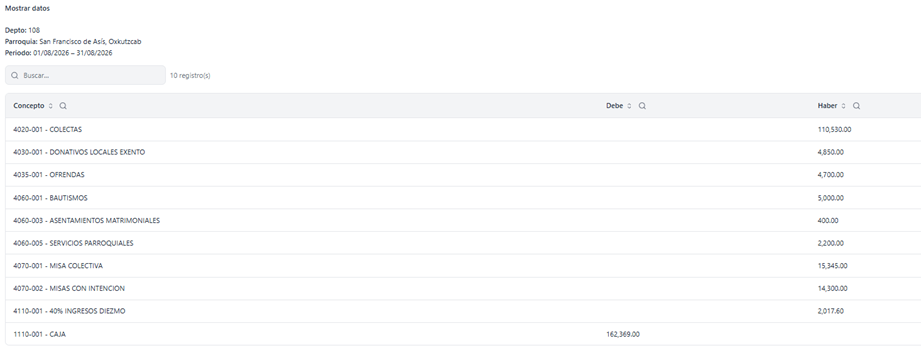 Mostrar datos
Depto: 108
Parroquia: San Francisco de Asís, Oxkutzcab
Periodo: 01/08/2026 – 31/08/2026
Buscar... 10 registro(s)
Concepto Debe Haber
4020-001 - COLECTAS 110,530.00
4030-001 - DONATIVOS LOCALES EXENTO 4,850.00
4035-001 - OFRENDAS 4,700.00
4060-001 - BAUTISMOS 5,000.00
4060-003 - ASENTAMIENTOS MATRIMONIALES 400.00
4060-005 - SERVICIOS PARROQUIALES 2,200.00
4070-001 - MISA COLECTIVA 15,345.00
4070-002 - MISAS CON INTENCION 14,300.00
4110-001 - 40% INGRESOS DIEZMO 2,017.60
1110-001 - CAJA 162,369.00